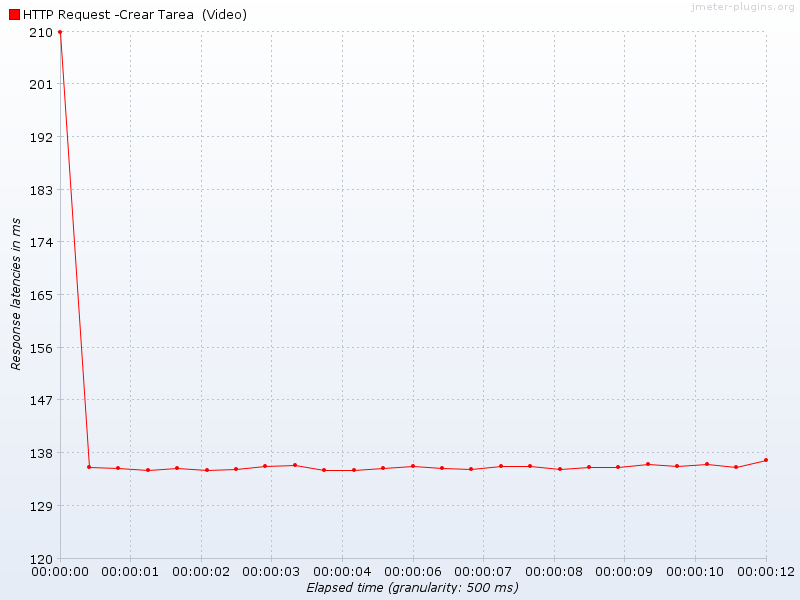 jmeter-plugins.org
HTTP Request -Crear Tarea  (Video)
210
201
192
183
174
165
156
147
138
129
120
Response latencies in ms
00:00:00 00:00:01 00:00:02 00:00:03 00:00:04 00:00:06 00:00:07 00:00:08 00:00:09 00:00:10 00:00:12
Elapsed time (granularity: 500 ms)